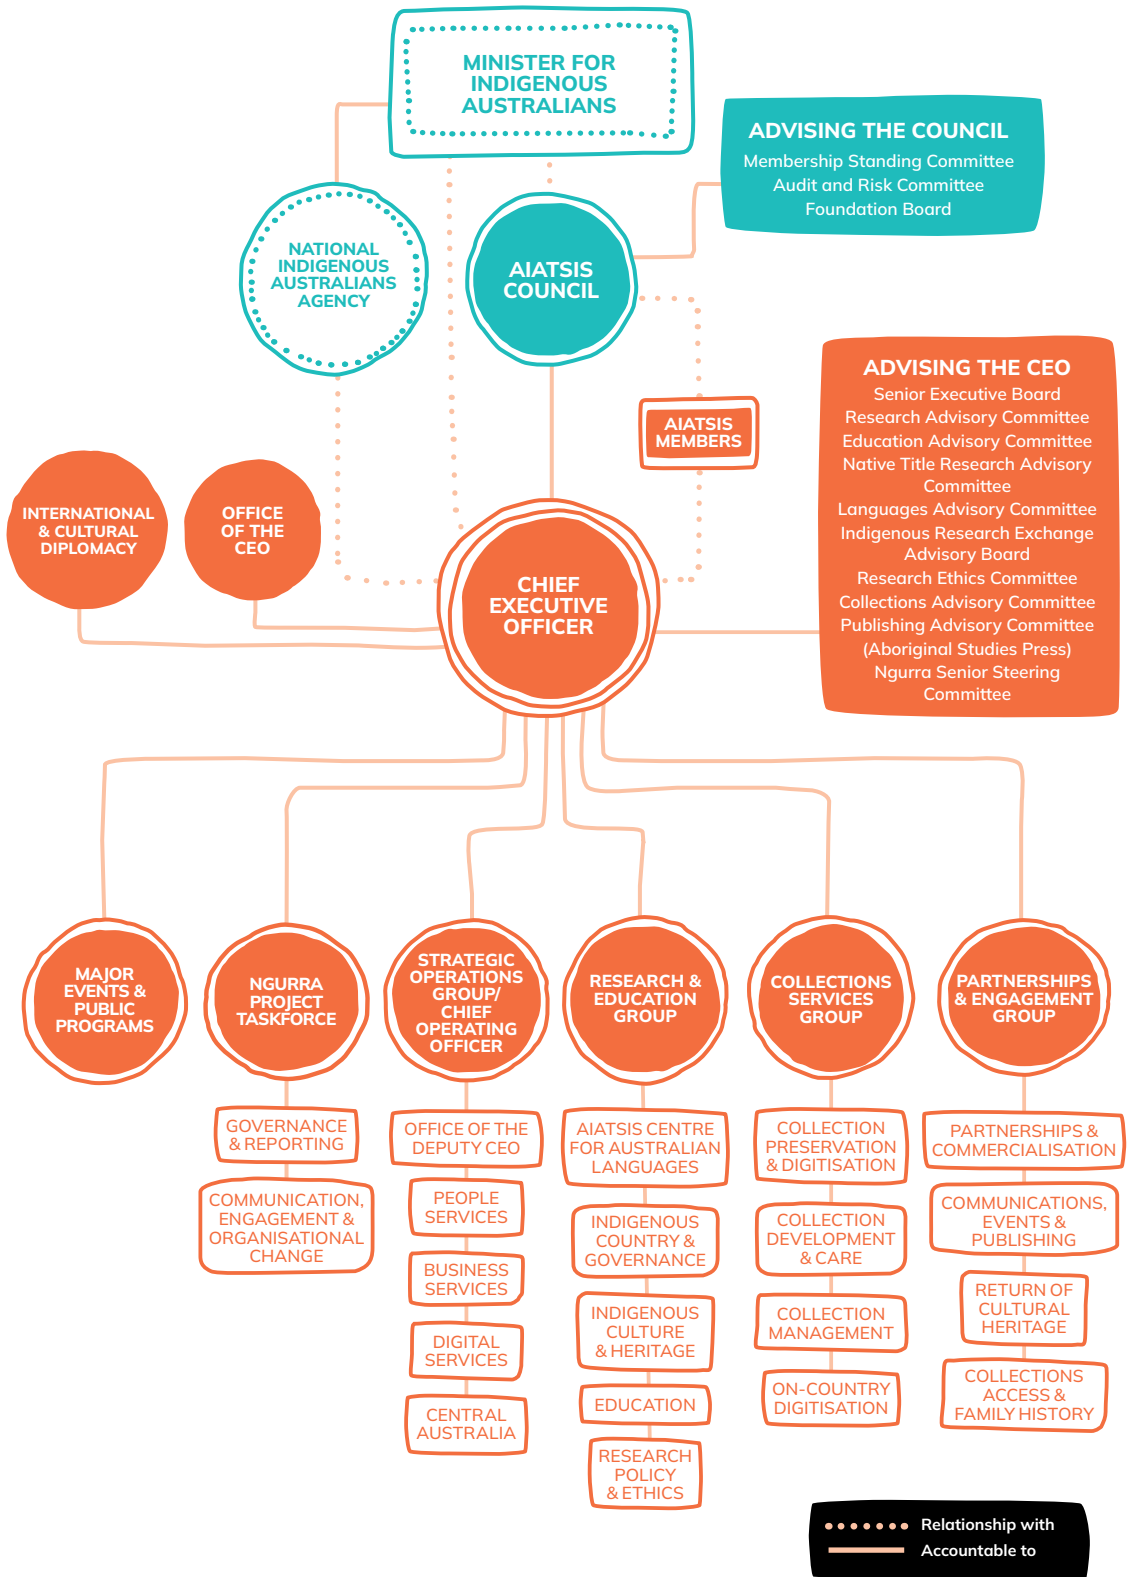 MINISTER FOR
INDIGENOUS
AUSTRALIANS
ADVISING THE COUNCIL
Membership Standing Committee
Audit and Risk Committee
Foundation Board
NATIONAL
INDIGENOUS
AUSTRALIANS
AGENCY
AIATSIS
COUNCIL
AIATSIS
MEMBERS
ADVISING THE CEO
Senior Executive Board
Research Advisory Committee
Education Advisory Committee
Native Title Research Advisory
Committee
Languages Advisory Committee
Indigenous Research Exchange
Advisory Board
Research Ethics Committee
Collections Advisory Committee
Publishing Advisory Committee
(Aboriginal Studies Press)
Ngurra Senior Steering
Committee
INTERNATIONAL
& CULTURAL
DIPLOMACY
OFFICE
OF THE
CEO
CHIEF
EXECUTIVE
OFFICER
MAJOR
EVENTS &
PUBLIC
PROGRAMS
NGURRA
PROJECT
TASKFORCE
STRATEGIC
OPERATIONS
GROUP/
CHIEF
OPERATING
OFFICER
RESEARCH &
EDUCATION
GROUP
COLLECTIONS
SERVICES
GROUP
PARTNERSHIPS
& ENGAGEMENT
GROUP
GOVERNANCE
& REPORTING
COMMUNICATION,
ENGAGEMENT &
ORGANISATIONAL
CHANGE
OFFICE OF THE
DEPUTY CEO
PEOPLE
SERVICES
BUSINESS
SERVICES
DIGITAL
SERVICES
CENTRAL
AUSTRALIA
AIATSIS CENTRE
FOR AUSTRALIAN
LANGUAGES
INDIGENOUS
COUNTRY &
GOVERNANCE
INDIGENOUS
CULTURE
& HERITAGE
EDUCATION
RESEARCH
POLICY
& ETHICS
COLLECTION
PRESERVATION
& DIGITISATION
COLLECTION
DEVELOPMENT
& CARE
COLLECTION
MANAGEMENT
ON-COUNTRY
DIGITISATION
PARTNERSHIPS &
COMMERCIALISATION
COMMUNICATIONS,
EVENTS &
PUBLISHING
RETURN OF
CULTURAL
HERITAGE
COLLECTIONS
ACCESS &
FAMILY HISTORY
Relationship with
Accountable to